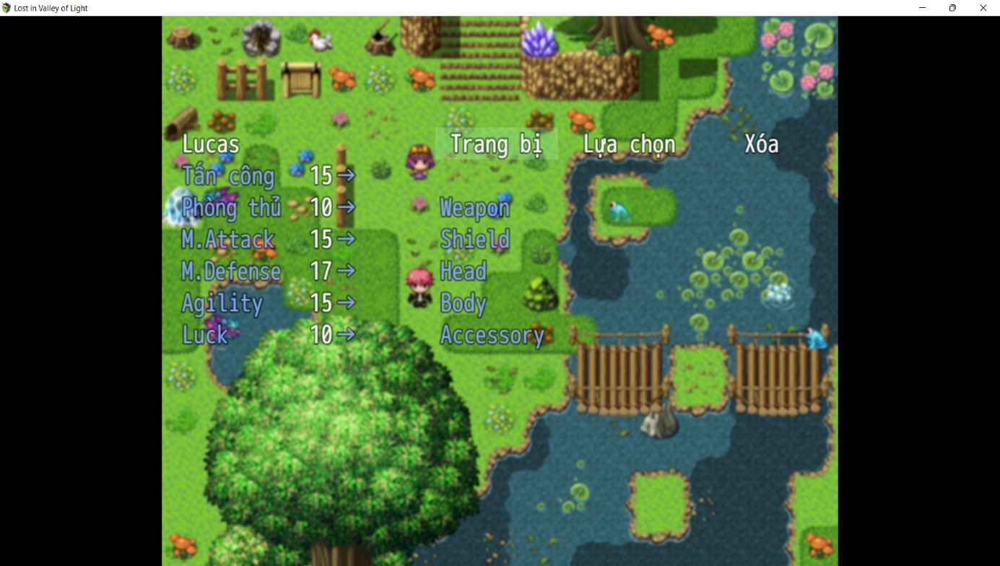 Lost in Valley of Light
Lucas Trang bị Lựa chọn Xóa
Tấn công 15→
Phòng thủ 10→ Weapon
M.Attack 15→ Shield
M.Defense 17→ Head
Agility 15→ Body
Luck 10→ Accessory